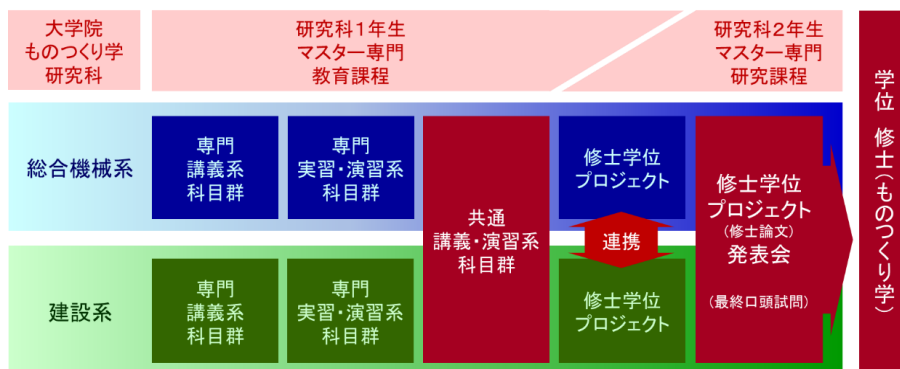 大学院
ものつくり学
研究科
研究科１年生
マスター専門
教育課程
研究科２年生
マスター専門
研究課程
総合機械系
専門
講義系
科目群
専門
実習・演習系
科目群
共通
講義・演習系
科目群
修士学位
プロジェクト
連携
修士学位
プロジェクト
(修士論文)
発表会
(最終口頭試問)
建設系
専門
講義系
科目群
専門
実習・演習系
科目群
修士学位
プロジェクト
学位 修士(ものつくり学)